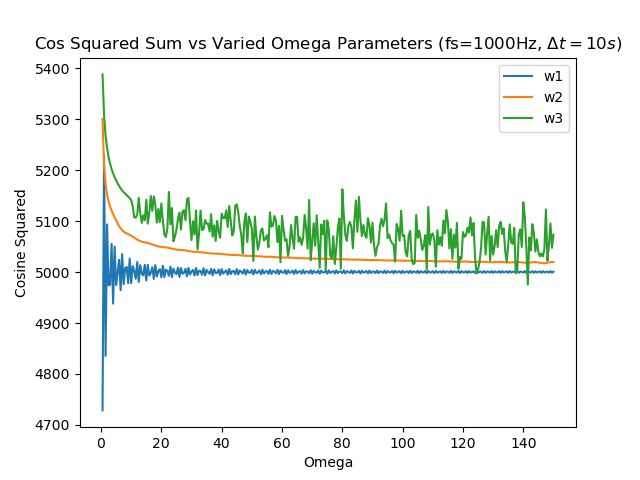 Cos Squared Sum vs Varied Omega Parameters (fs=1000Hz, Δt = 10s)
5400
5300
5200
5100
5000
4900
4800
4700
Cosine Squared
w1
w2
w3
0 20 40 60 80 100 120 140
Omega